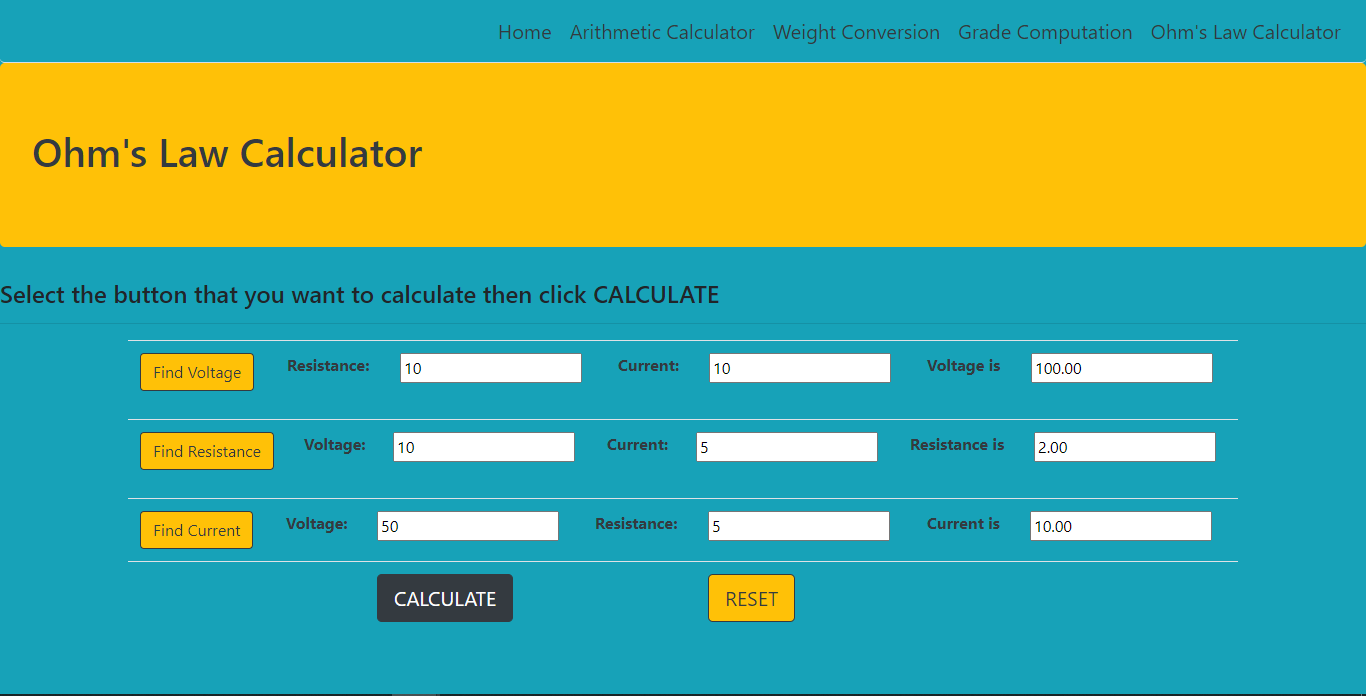 Home Arithmetic Calculator Weight Conversion Grade Computation Ohm's Law Calculator
Ohm's Law Calculator
Select the button that you want to calculate then click CALCULATE
Find Voltage Resistance: 10 Current: 10 Voltage is 100.00
Find Resistance Voltage: 10 Current: 5 Resistance is 2.00
Find Current Voltage: 50 Resistance: 5 Current is 10.00
CALCULATE RESET